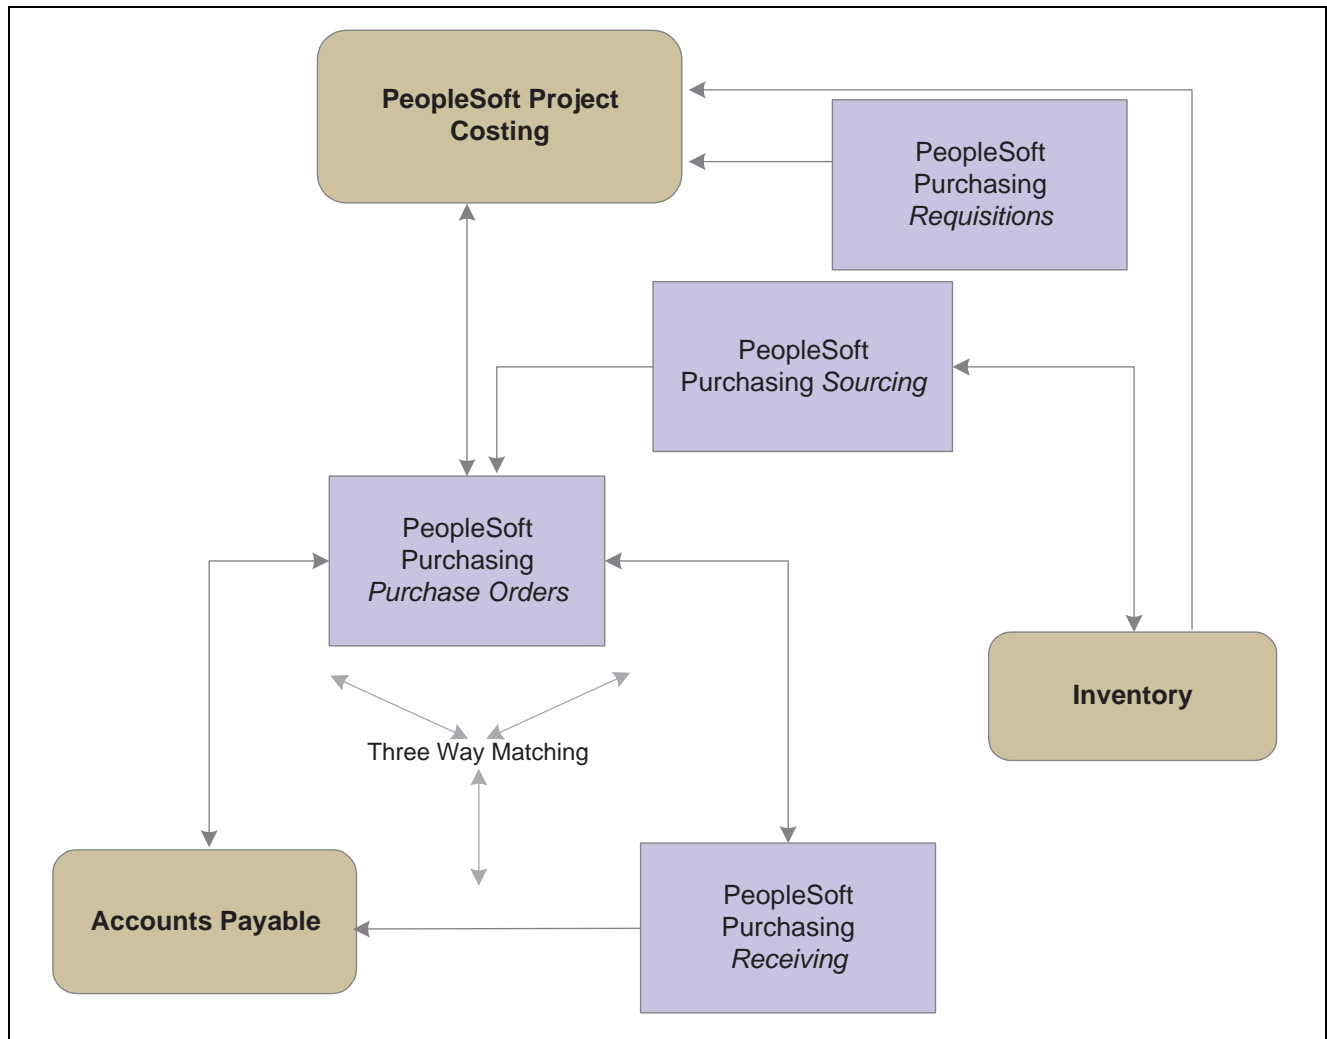 PeopleSoft Project
Costing
PeopleSoft
Purchasing
Requisitions
PeopleSoft
Purchasing Sourcing
PeopleSoft
Purchasing
Purchase Orders
Inventory
Three Way Matching
Accounts Payable
PeopleSoft
Purchasing
Receiving